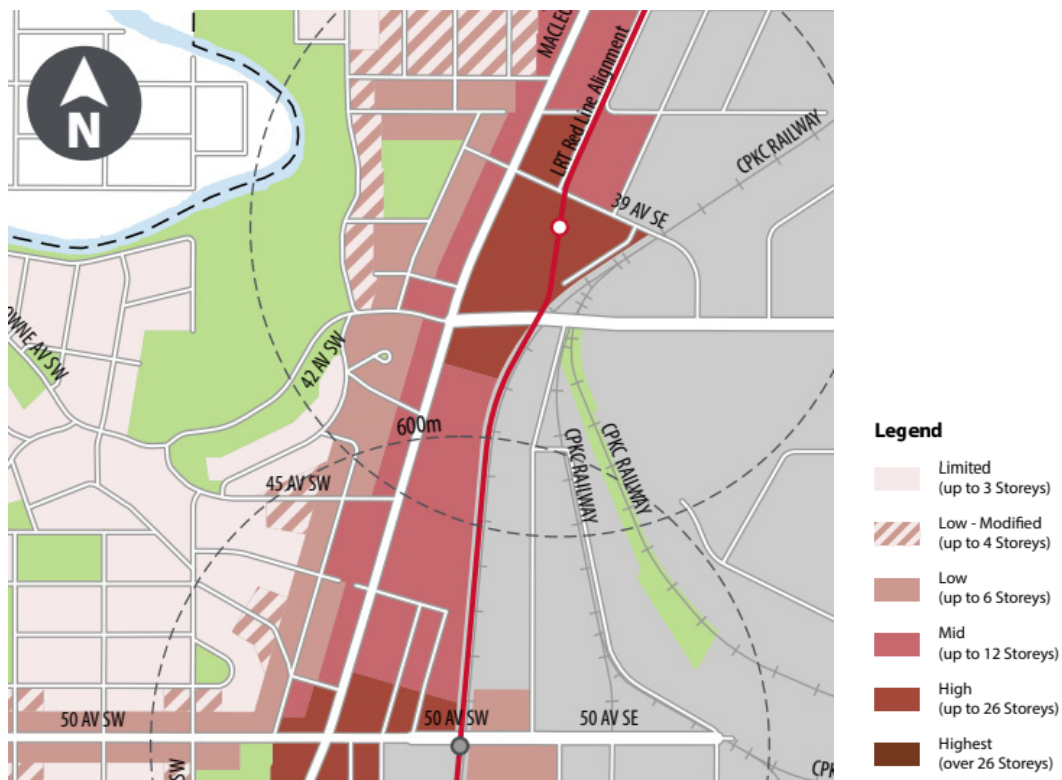 N
MACLEO
LRT Red Line Alignment
CPKC RAILWAY
39 AV SE
OWNE AV SW
42 AV SW
600m
45 AV SW
CPKC RAILWAY
CPKC RAILWAY
50 AV SW
50 AV SW
50 AV SE
SW
CPK
Legend
Limited
(up to 3 Storeys)
Low - Modified
(up to 4 Storeys)
Low
(up to 6 Storeys)
Mid
(up to 12 Storeys)
High
(up to 26 Storeys)
Highest
(over 26 Storeys)